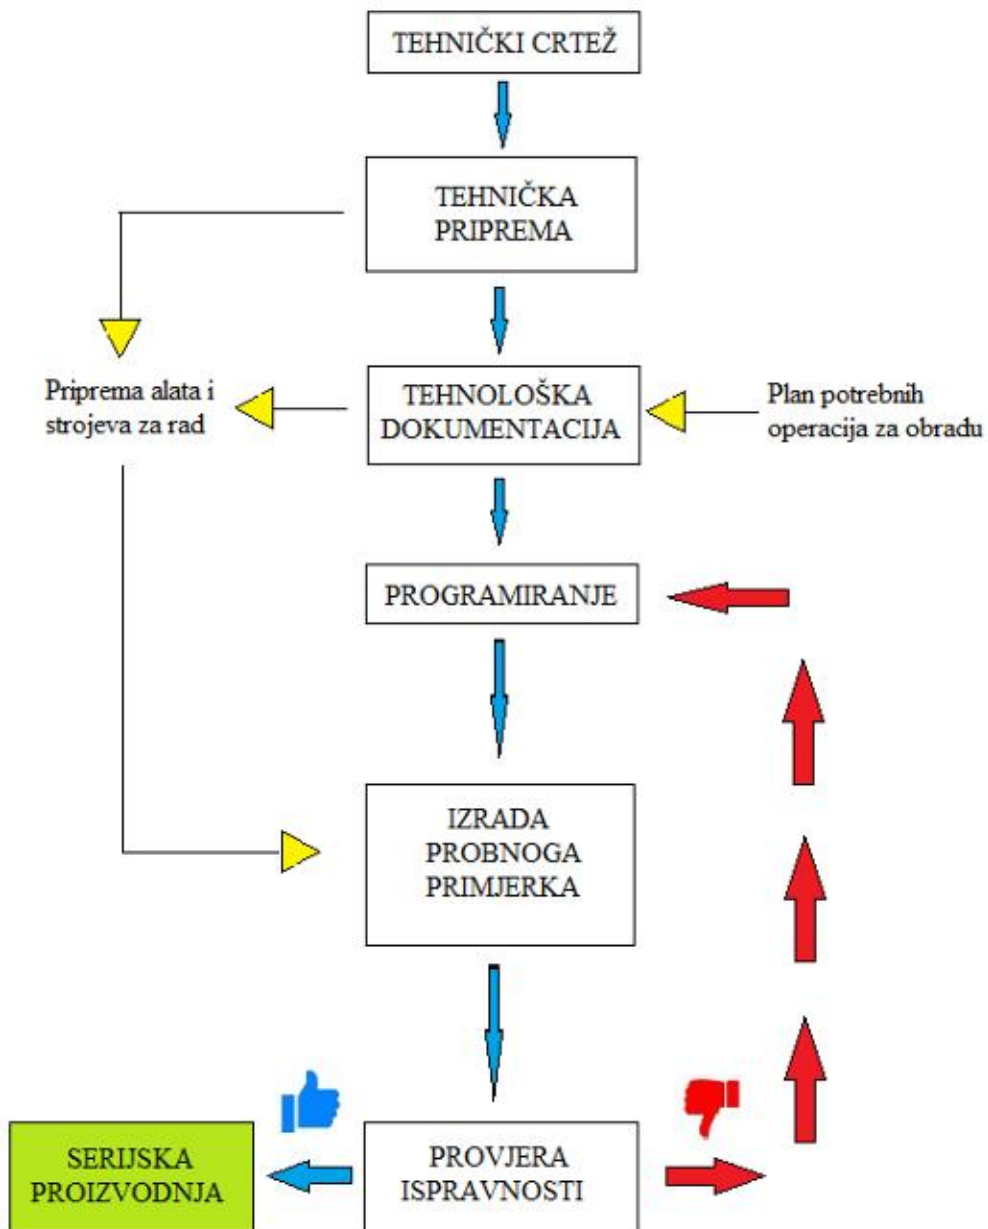 TEHNIČKI CRTEŽ
TEHNIČKA
PRIPREMA
Priprema alata i
strojeva za rad
TEHNOLOŠKA
DOKUMENTACIJA
Plan potrebnih
operacija za obradu
PROGRAMIRANJE
IZRADA
PROBNOGA
PRIMJERKA
SERIJSKA
PROIZVODNJA
PROVJERA
ISPRAVNOSTI